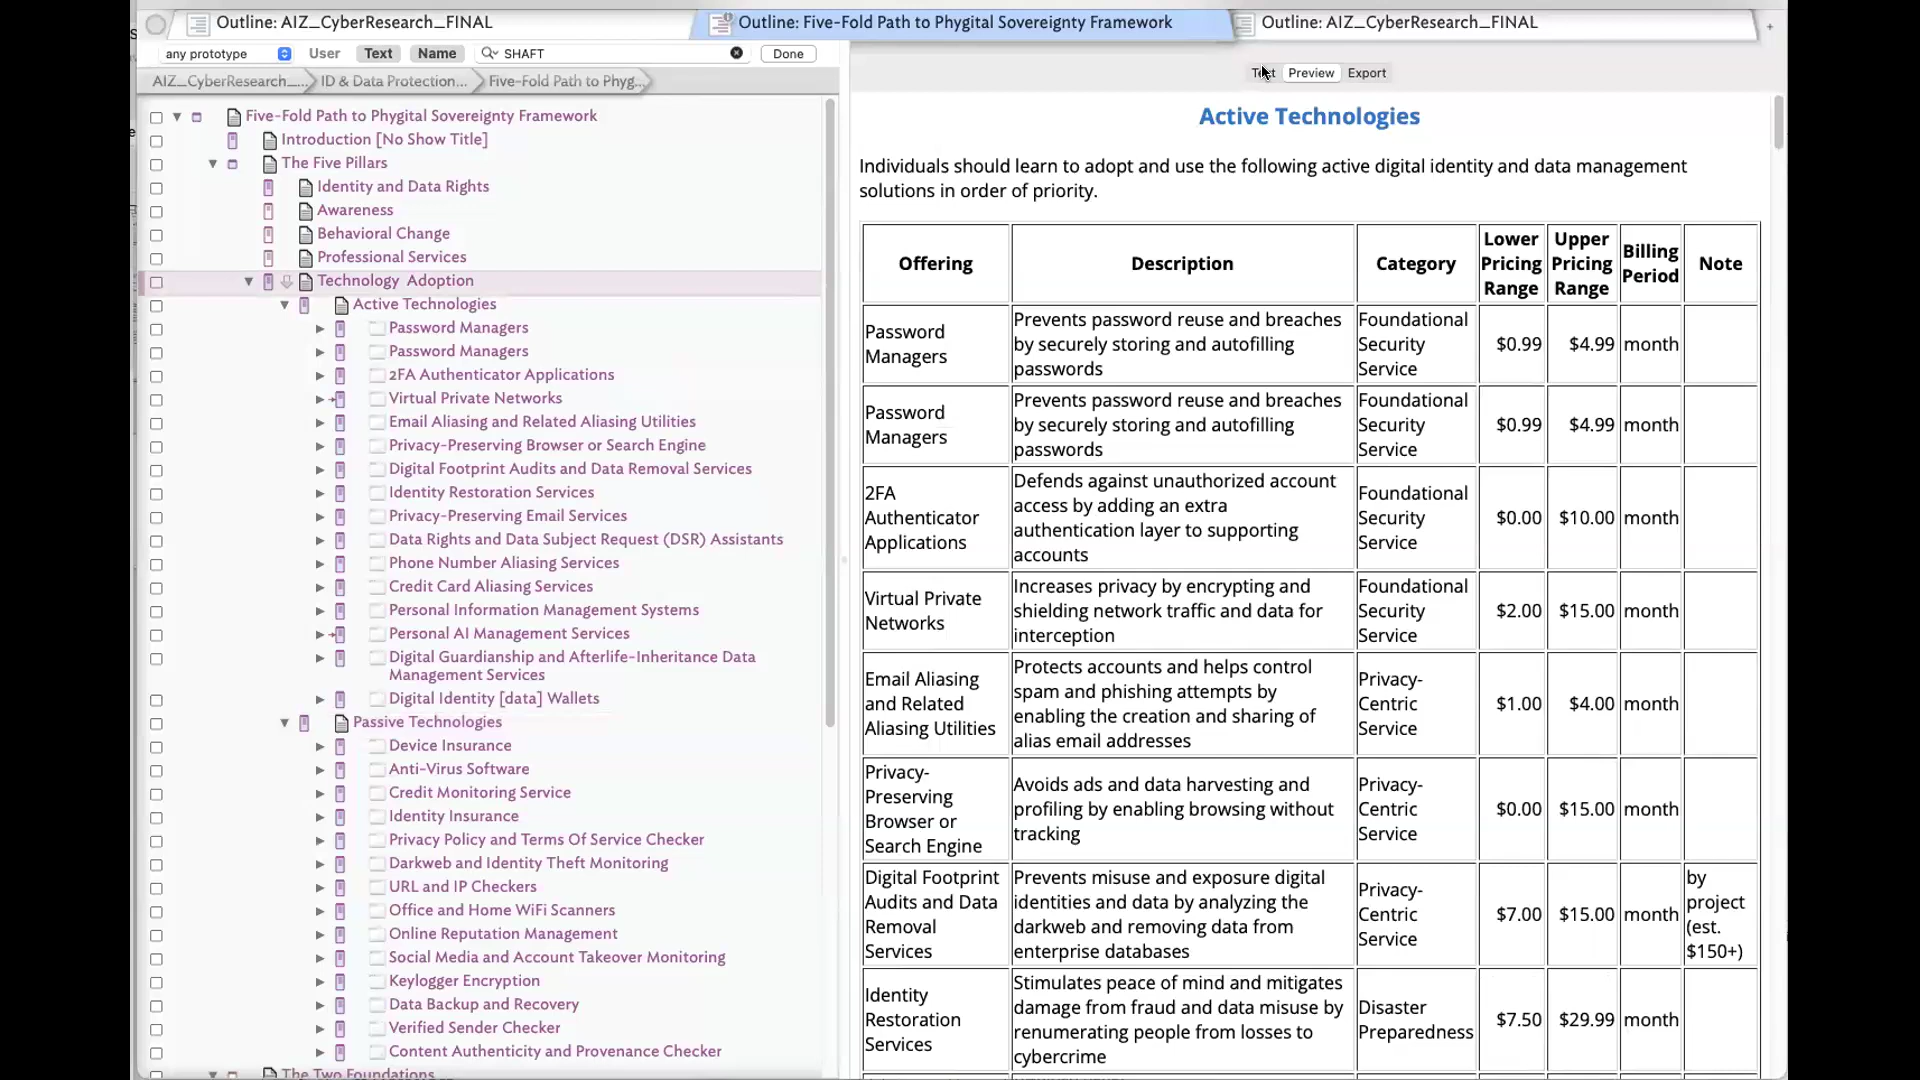 Outline: AIZ_CyberResearch_FINAL
Outline: Five-Fold Path to Phygital Sovereignty Framework
Outline: AIZ_CyberResearch_FINAL
+
any prototype
User
Text
Name
SHAFT
Done
AIZ_CyberResearch_...
ID & Data Protection...
Five-Fold Path to Phyg...
Five-Fold Path to Phygital Sovereignty Framework
Introduction [No Show Title]
The Five Pillars
Identity and Data Rights
Awareness
Behavioral Change
Professional Services
Technology Adoption
Active Technologies
Password Managers
Password Managers
2FA Authenticator Applications
Virtual Private Networks
Email Aliasing and Related Aliasing Utilities
Privacy-Preserving Browser or Search Engine
Digital Footprint Audits and Data Removal Services
Identity Restoration Services
Privacy-Preserving Email Services
Data Rights and Data Subject Request (DSR) Assistants
Phone Number Aliasing Services
Credit Card Aliasing Services
Personal Information Management Systems
Personal AI Management Services
Digital Guardianship and Afterlife-Inheritance Data
Management Services
Digital Identity [data] Wallets
Passive Technologies
Device Insurance
Anti-Virus Software
Credit Monitoring Service
Identity Insurance
Privacy Policy and Terms Of Service Checker
Darkweb and Identity Theft Monitoring
URL and IP Checkers
Office and Home WiFi Scanners
Online Reputation Management
Social Media and Account Takeover Monitoring
Keylogger Encryption
Data Backup and Recovery
Verified Sender Checker
Content Authenticity and Provenance Checker
The Two Foundations
Preview
Export
Active Technologies
Individuals should learn to adopt and use the following active digital identity and data management
solutions in order of priority.
Offering
Description
Category
Lower
Pricing
Range
Upper
Pricing
Range
Billing
Period
Note
Password
Managers
Prevents password reuse and breaches
by securely storing and autofilling
passwords
Foundational
Security
Service
$0.99
$4.99
month
Password
Managers
Prevents password reuse and breaches
by securely storing and autofilling
passwords
Foundational
Security
Service
$0.99
$4.99
month
2FA
Authenticator
Applications
Defends against unauthorized account
access by adding an extra
authentication layer to supporting
accounts
Foundational
Security
Service
$0.00
$10.00
month
Virtual Private
Networks
Increases privacy by encrypting and
shielding network traffic and data for
interception
Foundational
Security
Service
$2.00
$15.00
month
Email Aliasing
and Related
Aliasing Utilities
Protects accounts and helps control
spam and phishing attempts by
enabling the creation and sharing of
alias email addresses
Privacy-
Centric
Service
$1.00
$4.00
month
Privacy-
Preserving
Browser or
Search Engine
Avoids ads and data harvesting and
profiling by enabling browsing without
tracking
Privacy-
Centric
Service
$0.00
$15.00
month
Digital Footprint
Audits and Data
Removal
Services
Prevents misuse and exposure digital
identities and data by analyzing the
darkweb and removing data from
enterprise databases
Privacy-
Centric
Service
$7.00
$15.00
month
by
project
(est.
$150+)
Identity
Restoration
Services
Stimulates peace of mind and mitigates
damage from fraud and data misuse by
renumerating people from losses to
cybercrime
Disaster
Preparedness
$7.50
$29.99
month